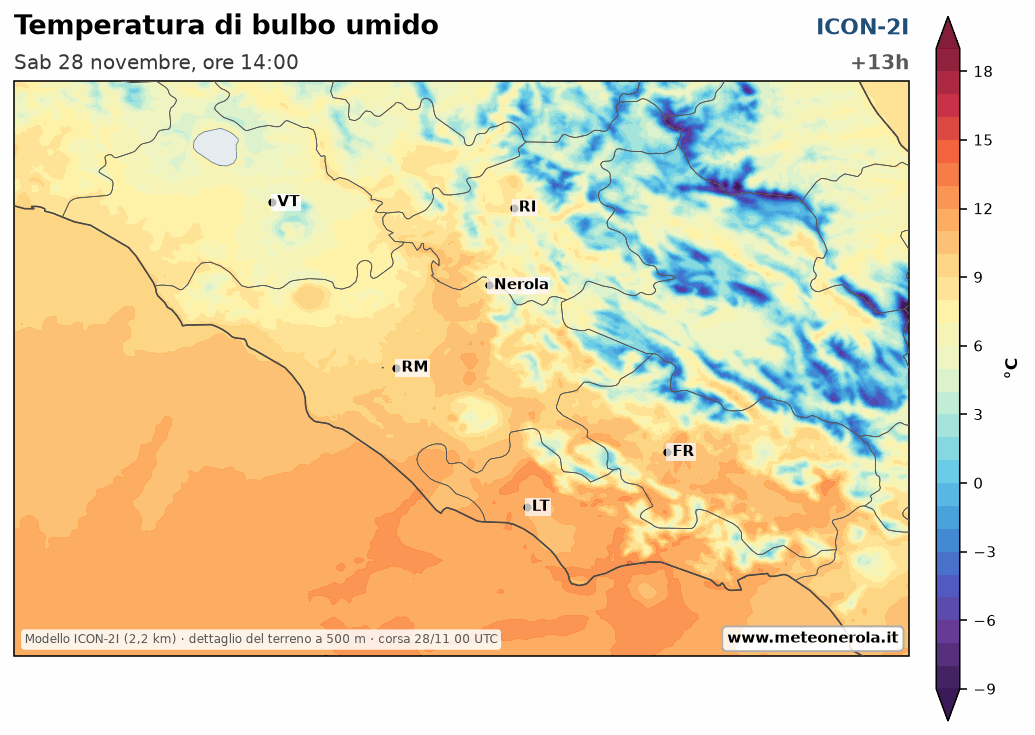 Temperatura di bulbo umido
ICON-2I
Sab 28 novembre, ore 14:00
+13h
VT
RI
Nerola
RM
FR
LT
Modello ICON-2I (2,2 km) · dettaglio del terreno a 500 m · corsa 28/11 00 UTC
www.meteonerola.it
18
15
12
9
6
3
0
−3
−6
−9
°C